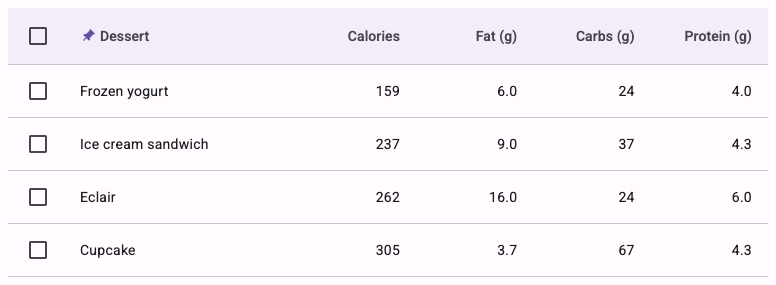 Dessert Calories Fat (g) Carbs (g) Protein (g)
Frozen yogurt 159 6.0 24 4.0
Ice cream sandwich 237 9.0 37 4.3
Eclair 262 16.0 24 6.0
Cupcake 305 3.7 67 4.3